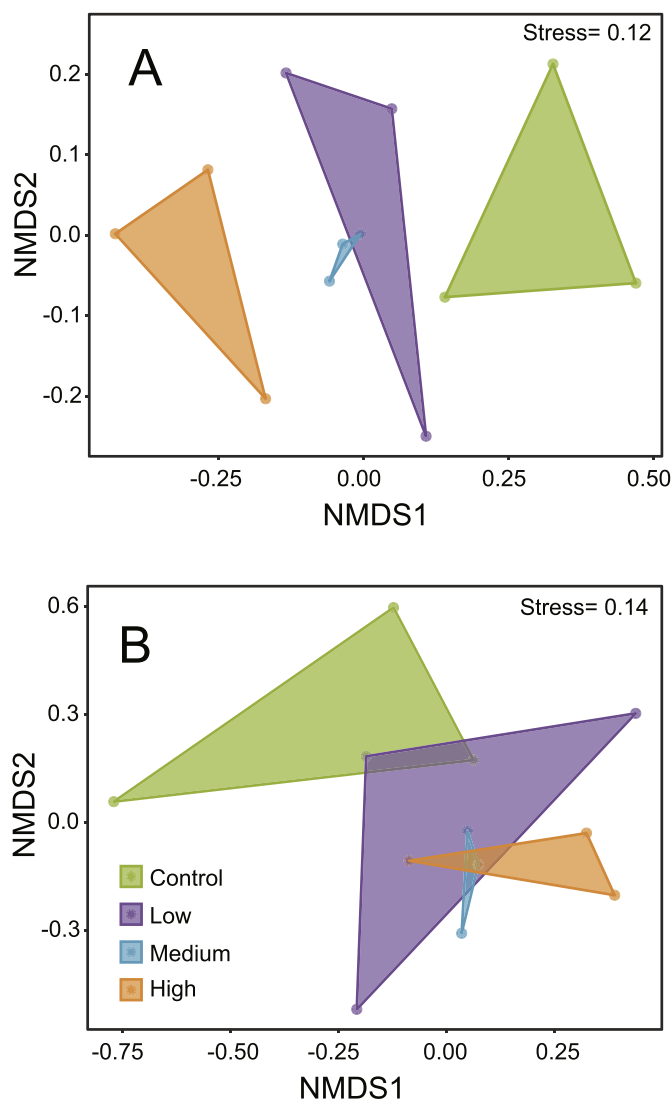 Stress= 0.12
A
0.2
0.1
0.0
-0.1
-0.2
NMDS2
-0.25 0.00 0.25 0.50
NMDS1
Stress= 0.14
B
0.6
0.3
0.0
-0.3
NMDS2
Control
Low
Medium
High
-0.75 0.00 -0.25 0.00 0.25
NMDS1